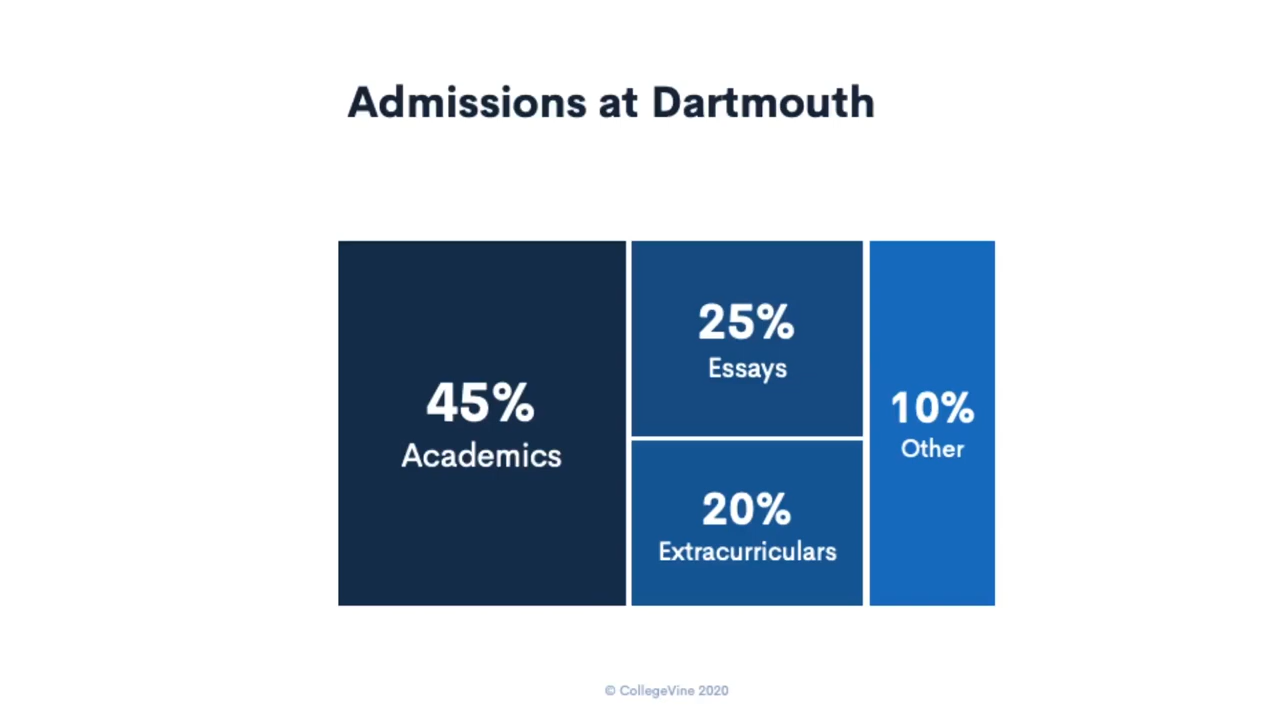 Admissions at Dartmouth
45%
Academics
25%
Essays
20%
Extracurriculars
10%
Other
© CollegeVine 2020